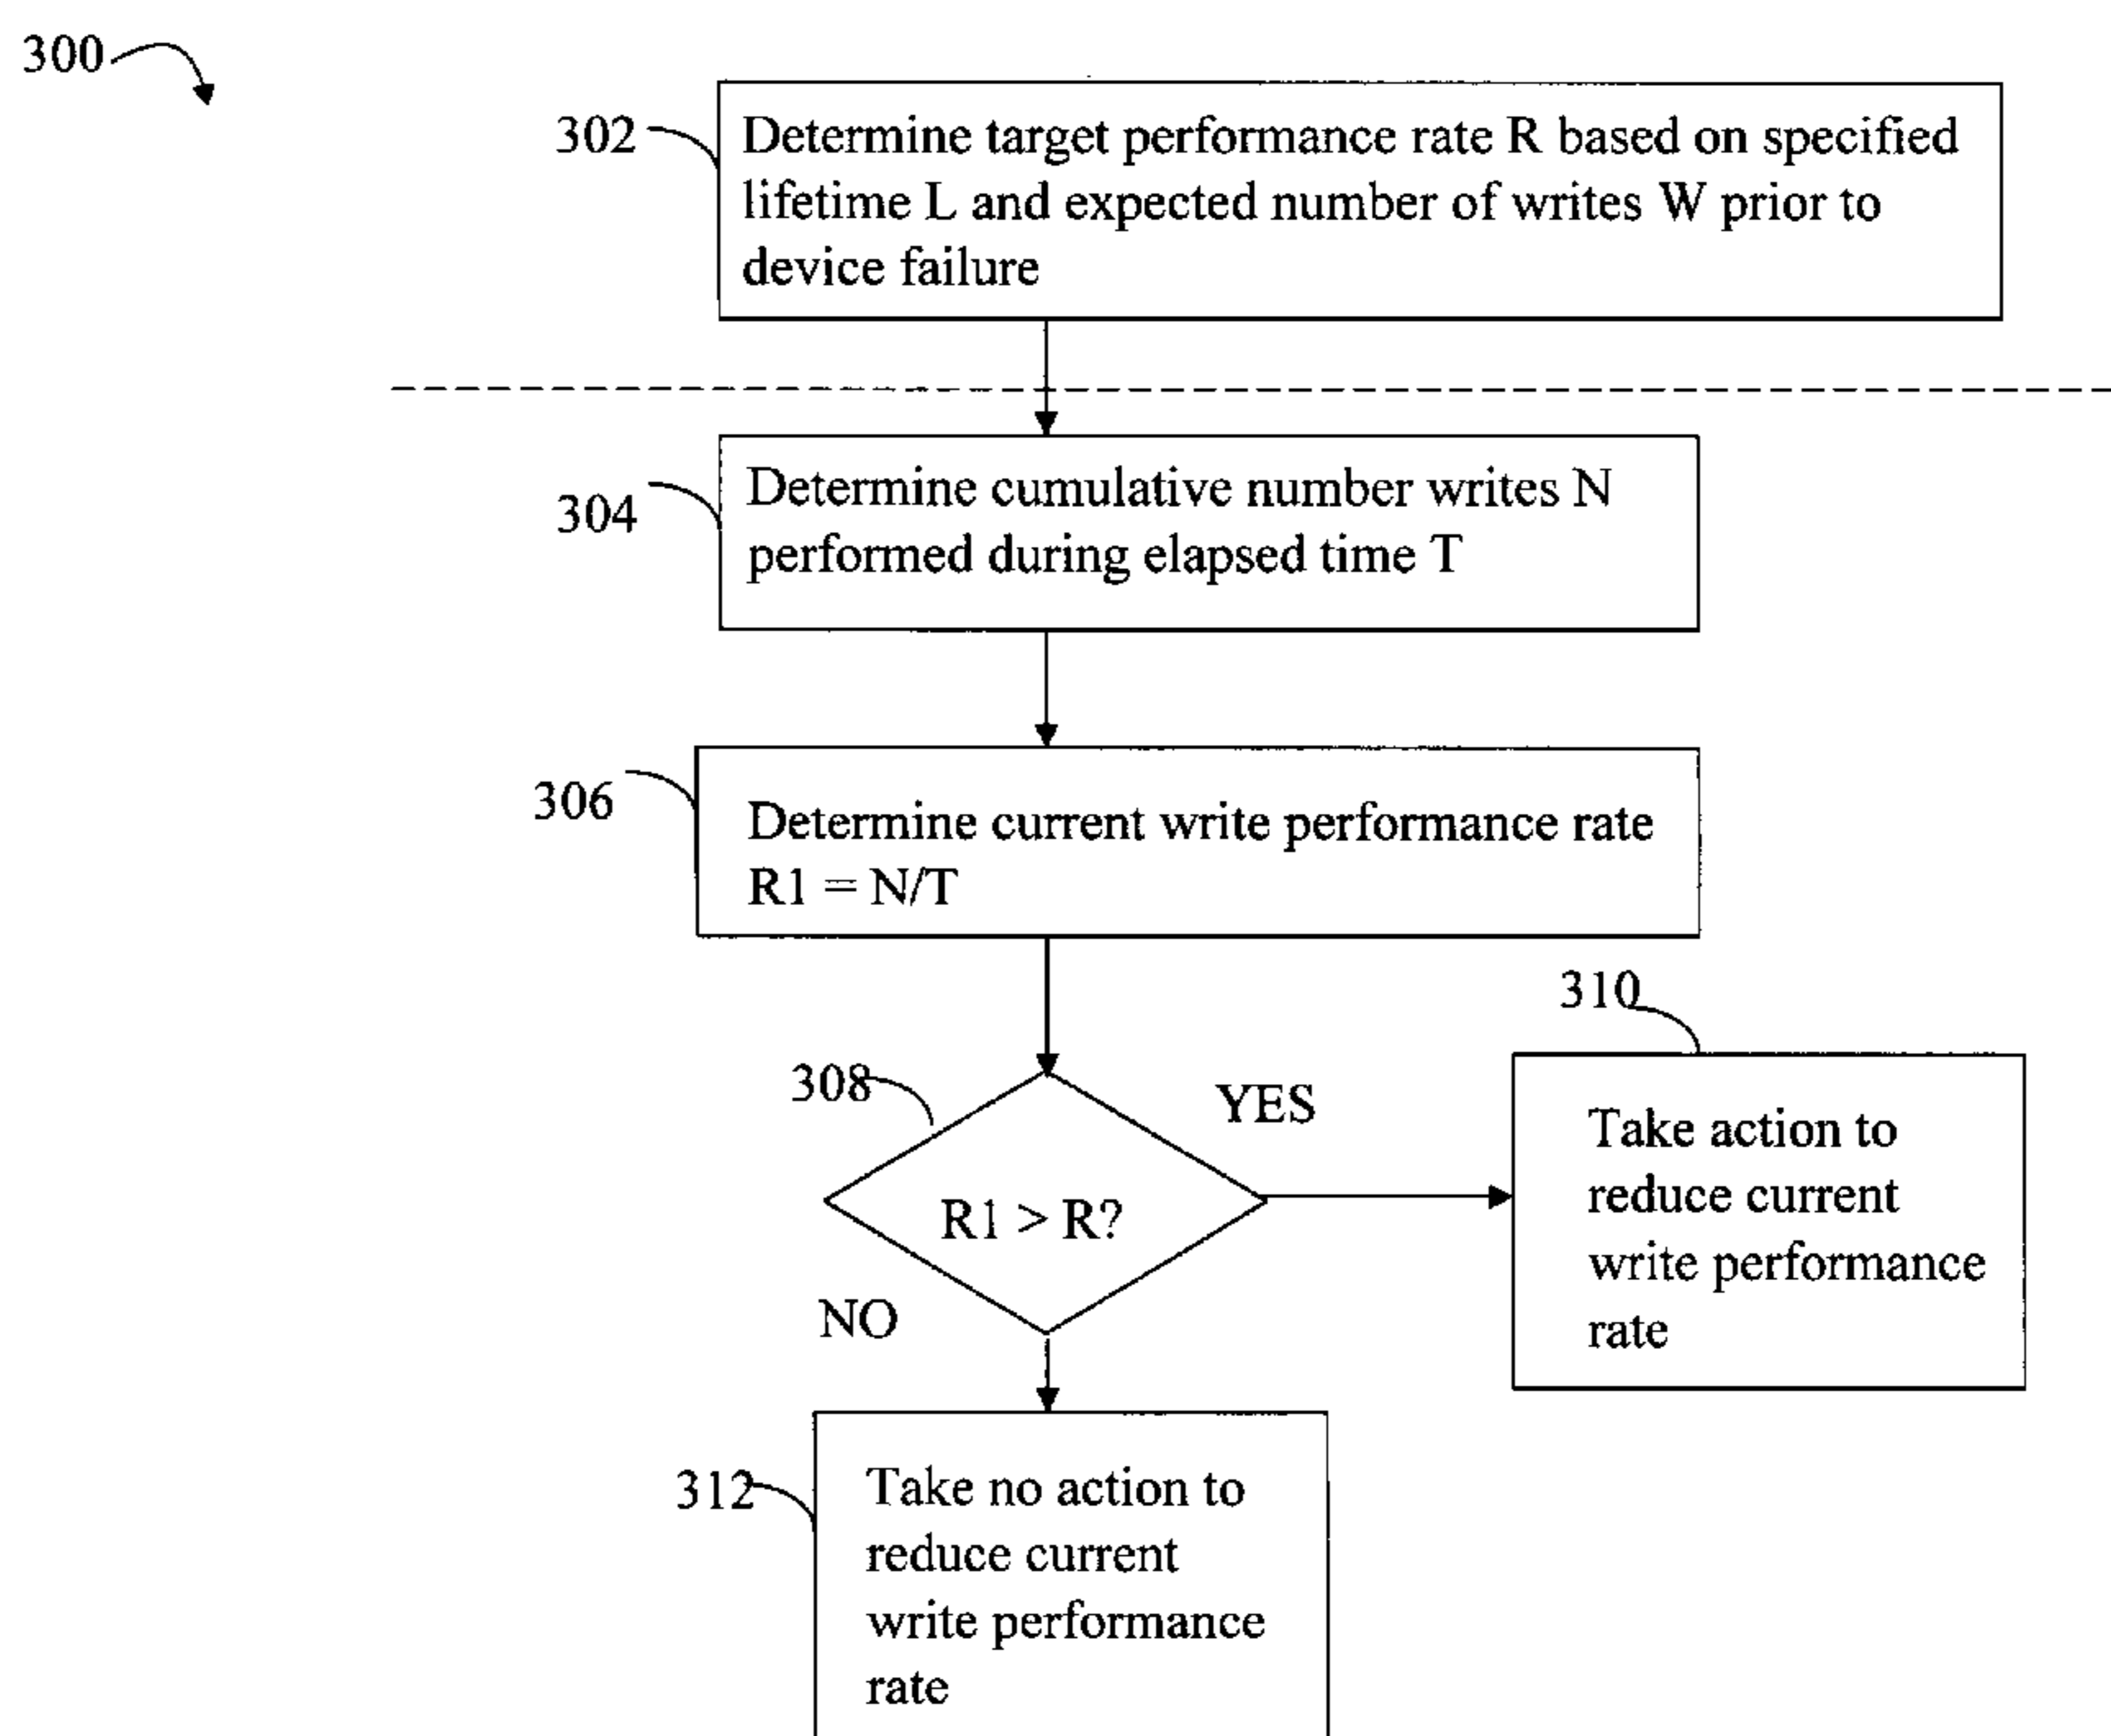 300
302
Determine target performance rate R based on specified
lifetime L and expected number of writes W prior to
device failure
304
Determine cumulative number writes N
performed during elapsed time T
306
Determine current write performance rate
R1 = N/T
308
R1 > R?
YES
310
Take action to
reduce current
write performance
rate
NO
312
Take no action to
reduce current
write performance
rate